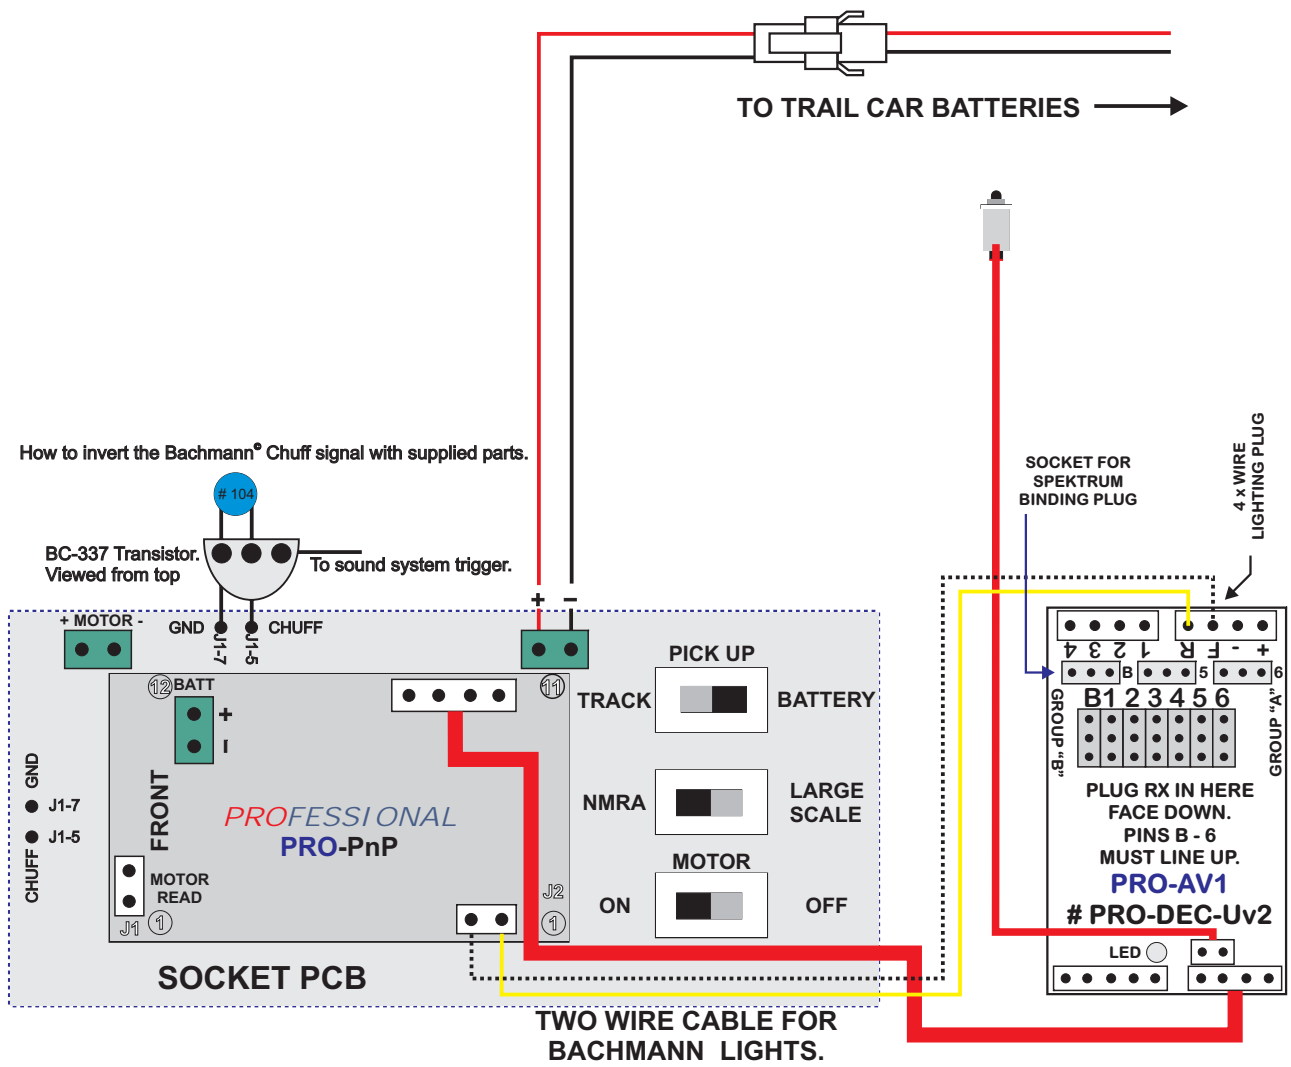 TO TRAIL CAR BATTERIES
How to invert the Bachmann© Chuff signal with supplied parts.
# 104
BC-337 Transistor.
Viewed from top
To sound system trigger.
SOCKET FOR
SPEKTRUM
BINDING PLUG
4 x WIRE
LIGHTING PLUG
+ -
+ MOTOR -
GND
J1-7
J1-5
CHUFF
PICK UP
TRACK
BATTERY
12
BATT
+
-
11
NMRA
LARGE
SCALE
MOTOR
ON
OFF
GND
J1-7
J1-5
CHUFF
FRONT
PROFESSIONAL
PRO-PnP
MOTOR
READ
J1
1
J2
1
SOCKET PCB
TWO WIRE CABLE FOR
BACHMANN LIGHTS.
4 3 2 1 R F - +
B 5 6
B1 2 3 4 5 6
GROUP "B"
GROUP "A"
PLUG RX IN HERE
FACE DOWN.
PINS B - 6
MUST LINE UP.
PRO-AV1
# PRO-DEC-Uv2
LED